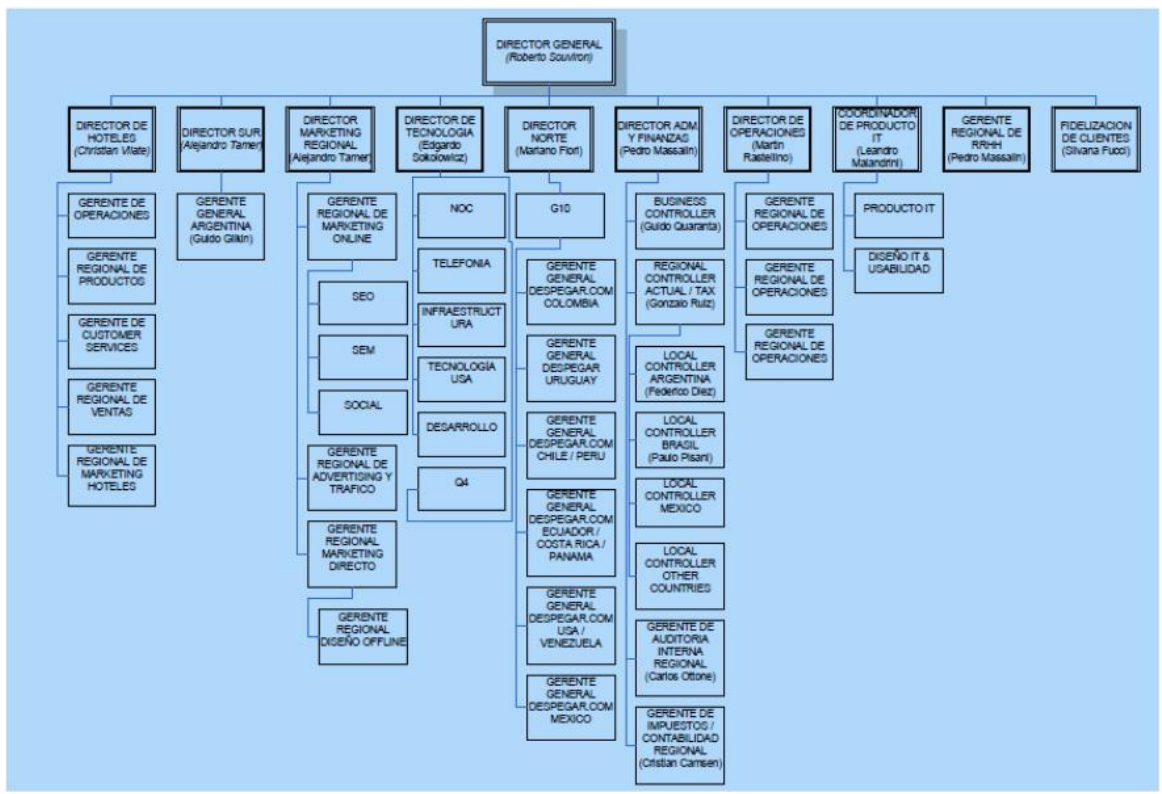 DIRECTOR GENERAL
(Roberto Souviron)
DIRECTOR DE
HOTELES
(Christian Vilate)
GERENTE DE
OPERACIONES
GERENTE
REGIONAL DE
PRODUCTOS
GERENTE DE
CUSTOMER
SERVICES
GERENTE
REGIONAL DE
VENTAS
GERENTE
REGIONAL DE
MARKETING
HOTELES
DIRECTOR SUR
(Alejandro Tamer)
GERENTE
GENERAL
ARGENTINA
(Guido Glikin)
DIRECTOR
MARKETING
REGIONAL
(Alejandro Tamer)
GERENTE
REGIONAL DE
MARKETING
ONLINE
SEO
SEM
SOCIAL
GERENTE
REGIONAL DE
ADVERTISING Y
TRAFICO
GERENTE
REGIONAL
MARKETING
DIRECTO
GERENTE
REGIONAL
DISEÑO OFFLINE
DIRECTOR DE
TECNOLOGIA
(Edgardo
Sokolowicz)
NOC
TELEFONIA
INFRAESTRUCT
URA
TECNOLOGÍA
USA
DESARROLLO
Q4
DIRECTOR
NORTE
(Mariano Fiori)
G10
GERENTE
GENERAL
DESPEGAR.COM
COLOMBIA
GERENTE
GENERAL
DESPEGAR
URUGUAY
GERENTE
GENERAL
DESPEGAR.COM
CHILE / PERU
GERENTE
GENERAL
DESPEGAR.COM
ECUADOR /
COSTA RICA /
PANAMA
GERENTE
GENERAL
DESPEGAR.COM
USA /
VENEZUELA
GERENTE
GENERAL
DESPEGAR.COM
MEXICO
DIRECTOR ADM
Y FINANZAS
(Pedro Massalin)
BUSINESS
CONTROLLER
(Guido Quaranta)
REGIONAL
CONTROLLER
ACTUAL / TAX
(Gonzalo Ruiz)
LOCAL
CONTROLLER
ARGENTINA
(Federico Diez)
LOCAL
CONTROLLER
BRASIL
(Paulo Pisani)
LOCAL
CONTROLLER
MEXICO
LOCAL
CONTROLLER
OTHER
COUNTRIES
GERENTE DE
AUDITORIA
INTERNA
REGIONAL
(Carlos Ottone)
GERENTE DE
IMPUESTOS /
CONTABILIDAD
REGIONAL
(Cristian Camsen)
DIRECTOR DE
OPERACIONES
(Martin
Rastellino)
GERENTE
REGIONAL DE
OPERACIONES
GERENTE
REGIONAL DE
OPERACIONES
GERENTE
REGIONAL DE
OPERACIONES
COORDINADOR
DE PRODUCTO
IT
(Leandro
Malandrini)
PRODUCTO IT
DISEÑO IT &
USABILIDAD
GERENTE
REGIONAL DE
RRHH
(Pedro Massalin)
FIDELIZACION
DE CLIENTES
(Silvana Fucci)